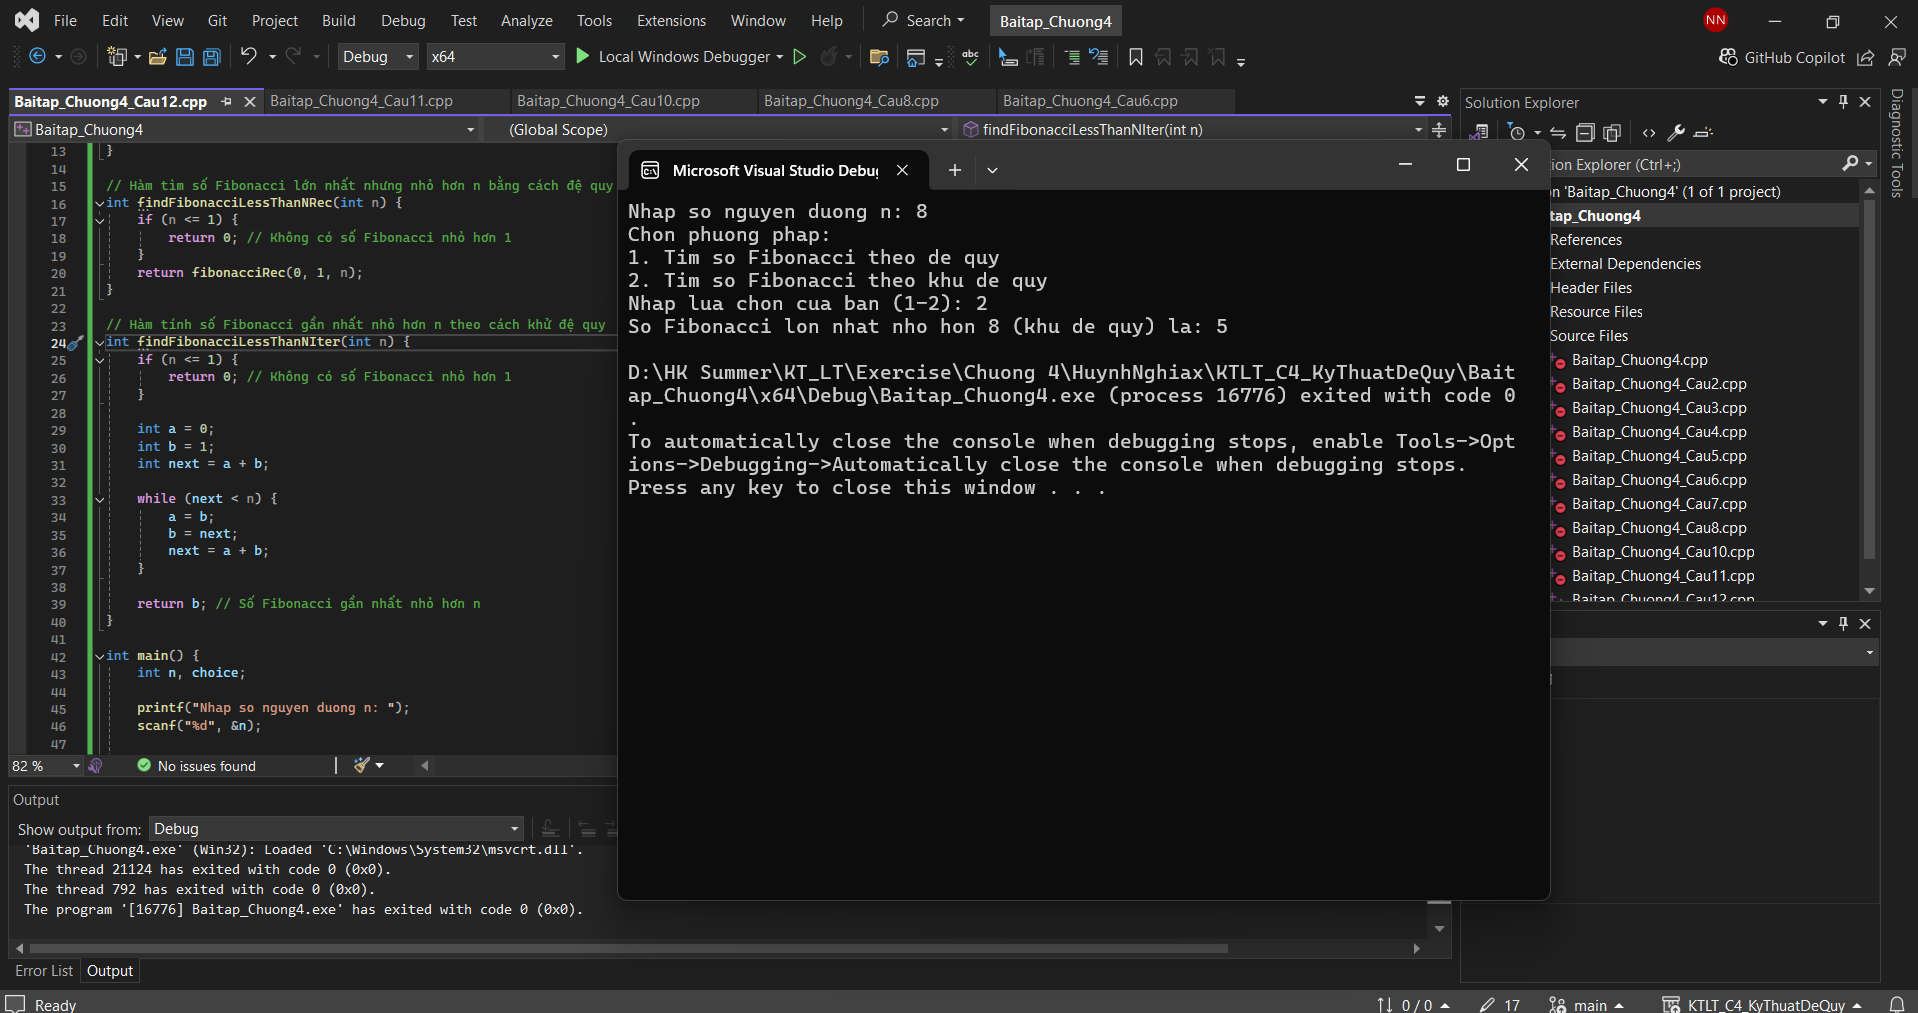 File Edit View Git Project Build Debug Test Analyze Tools Extensions Window Help Search Baitap_Chuong4 NN
Debug x64 Local Windows Debugger GitHub Copilot
Baitap_Chuong4_Cau12.cpp Baitap_Chuong4_Cau11.cpp Baitap_Chuong4_Cau10.cpp Baitap_Chuong4_Cau8.cpp Baitap_Chuong4_Cau6.cpp
Baitap_Chuong4 (Global Scope) findFibonacciLessThanNIter(int n)
13 }
14
15 // Hàm tìm số Fibonacci lớn nhất nhưng nhỏ hơn n bằng cách đệ quy
16 int findFibonacciLessThanNRec(int n) {
17 if (n <= 1) {
18 return 0; // Không có số Fibonacci nhỏ hơn 1
19 }
20 return fibonacciRec(0, 1, n);
21 }
22
23 // Hàm tính số Fibonacci gần nhất nhỏ hơn n theo cách khử đệ quy
24 int findFibonacciLessThanNIter(int n) {
25 if (n <= 1) {
26 return 0; // Không có số Fibonacci nhỏ hơn 1
27 }
28
29 int a = 0;
30 int b = 1;
31 int next = a + b;
32
33 while (next < n) {
34 a = b;
35 b = next;
36 next = a + b;
37 }
38
39 return b; // Số Fibonacci gần nhất nhỏ hơn n
40 }
41
42 int main() {
43 int n, choice;
44
45 printf("Nhap so nguyen duong n: ");
46 scanf("%d", &n);
47
82 % No issues found
Output
Show output from: Debug
'Baitap_Chuong4.exe' (Win32): Loaded 'C:\Windows\System32\msvcrt.dll'.
The thread 21124 has exited with code 0 (0x0).
The thread 792 has exited with code 0 (0x0).
The program '[16776] Baitap_Chuong4.exe' has exited with code 0 (0x0).
Error List Output
Microsoft Visual Studio Debug
Nhap so nguyen duong n: 8
Chon phuong phap:
1. Tim so Fibonacci theo de quy
2. Tim so Fibonacci theo khu de quy
Nhap lua chon cua ban (1-2): 2
So Fibonacci lon nhat nho hon 8 (khu de quy) la: 5
D:\HK Summer\KT_LT\Exercise\Chuong 4\HuynhNghiax\KTLT_C4_KyThuatDeQuy\Bait
ap_Chuong4\x64\Debug\Baitap_Chuong4.exe (process 16776) exited with code 0
.
To automatically close the console when debugging stops, enable Tools->Opt
ions->Debugging->Automatically close the console when debugging stops.
Press any key to close this window . . .
Solution Explorer
ion Explorer (Ctrl+;)
n 'Baitap_Chuong4' (1 of 1 project)
tap_Chuong4
References
External Dependencies
Header Files
Resource Files
Source Files
Baitap_Chuong4.cpp
Baitap_Chuong4_Cau2.cpp
Baitap_Chuong4_Cau3.cpp
Baitap_Chuong4_Cau4.cpp
Baitap_Chuong4_Cau5.cpp
Baitap_Chuong4_Cau6.cpp
Baitap_Chuong4_Cau7.cpp
Baitap_Chuong4_Cau8.cpp
Baitap_Chuong4_Cau10.cpp
Baitap_Chuong4_Cau11.cpp
Baitap_Chuong4_Cau12.cpp
Diagnostic Tools
Ready 0 / 0 17 main KTLT_C4_KyThuatDeQuy